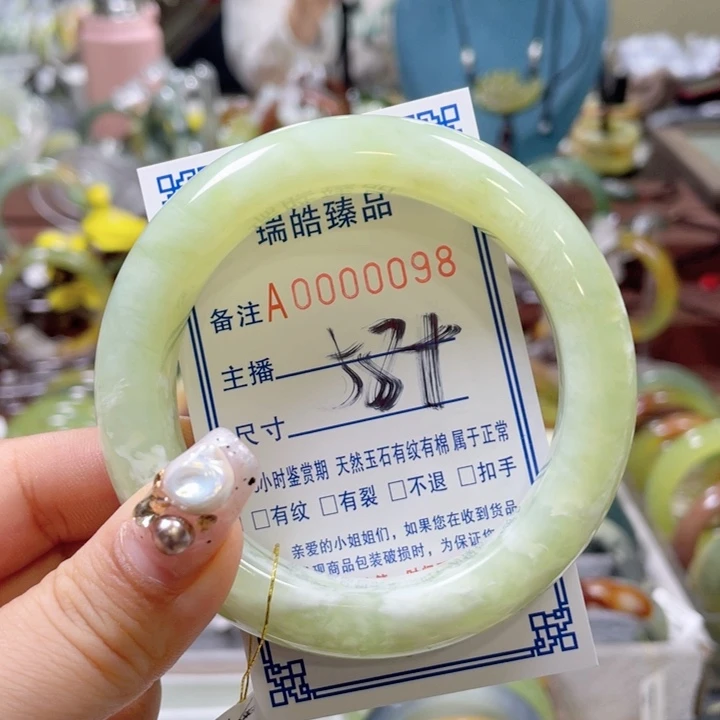 瑞皓臻品
备注A0000098
主播
尺寸
小时鉴赏期 天然玉石有纹有棉 属于正常
□有纹 □有裂 □不退 □扣手
亲爱的小姐姐们，如果您在收到货品
现商品包装破损时，为保证您